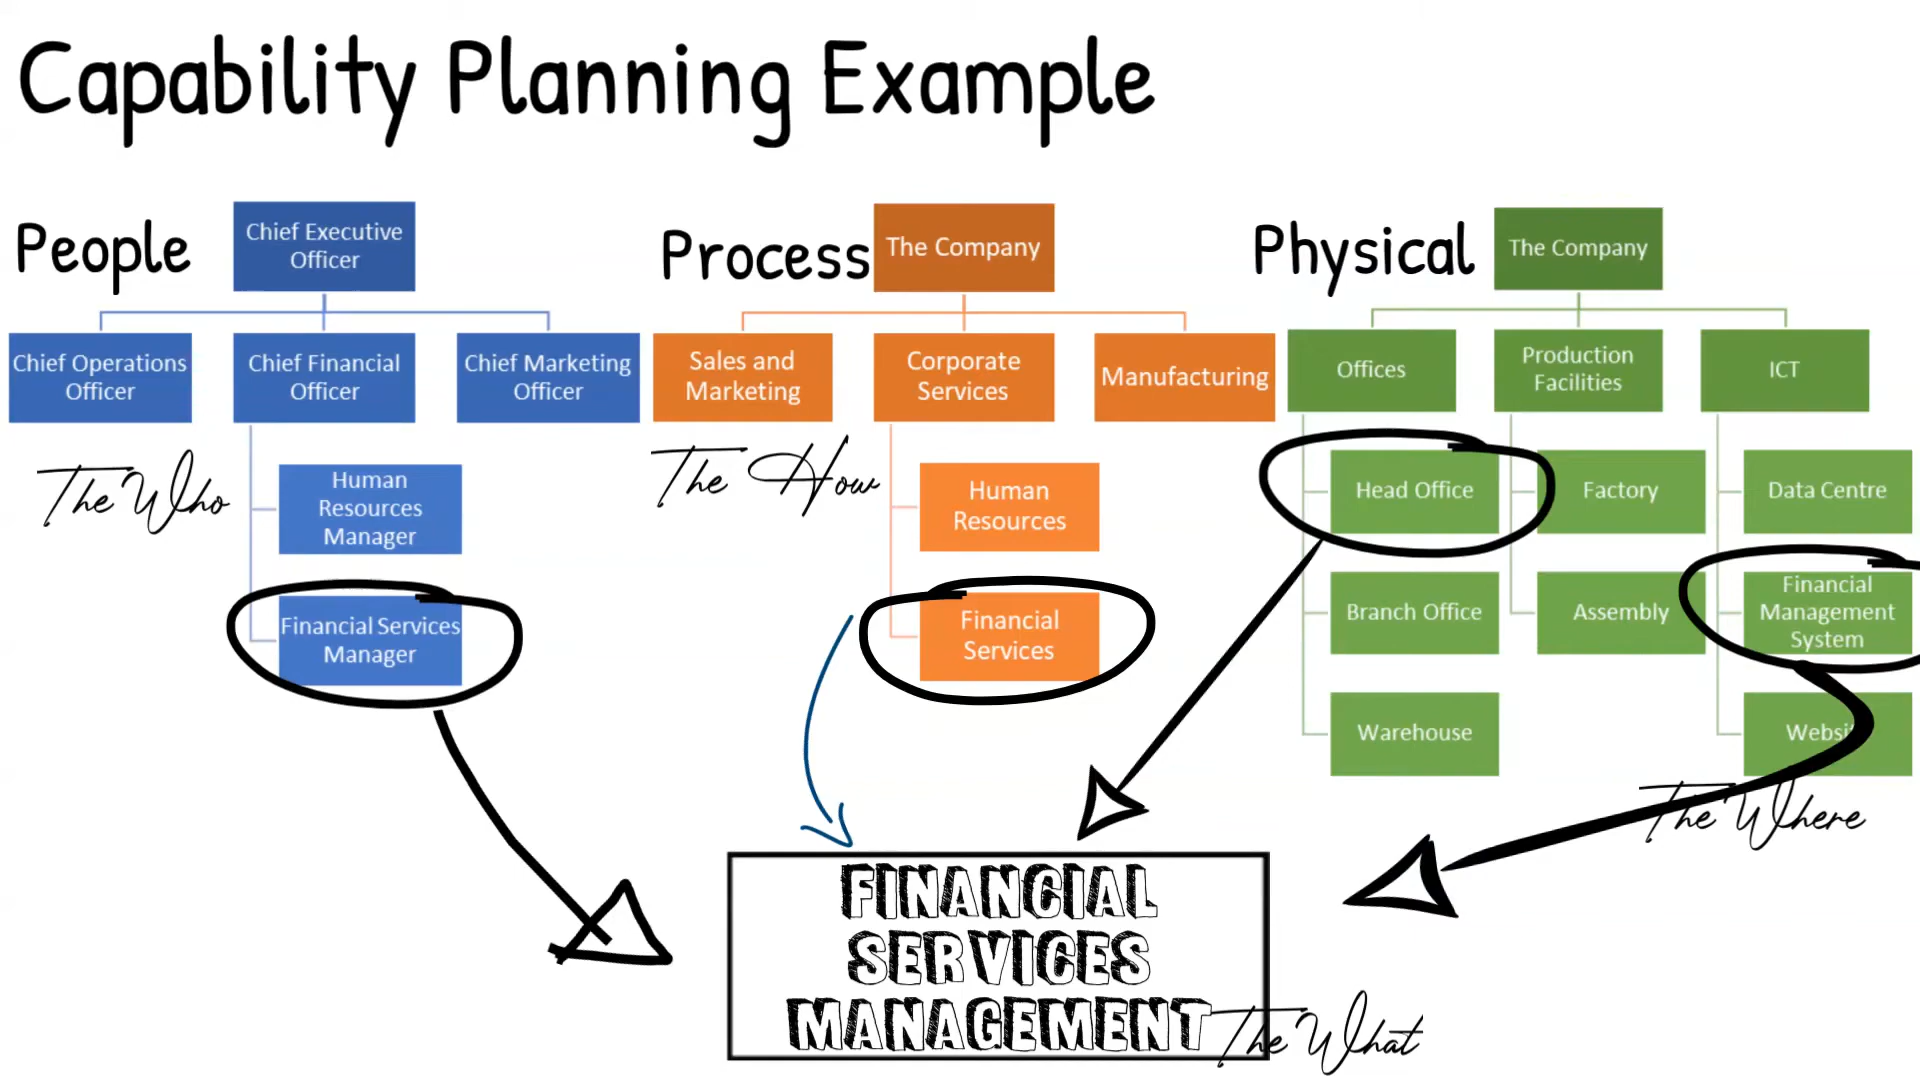 Capability Planning Example
People
Chief Executive
Officer
Chief Operations
Officer
Chief Financial
Officer
Chief Marketing
Officer
The Who
Human
Resources
Manager
Financial Services
Manager
Process
The Company
Sales and
Marketing
Corporate
Services
Manufacturing
The How
Human
Resources
Financial
Services
Physical
The Company
Offices
Production
Facilities
ICT
Head Office
Factory
Data Centre
Branch Office
Assembly
Financial
Management
System
Warehouse
The Where
FINANCIAL
SERVICES
MANAGEMENT
The What